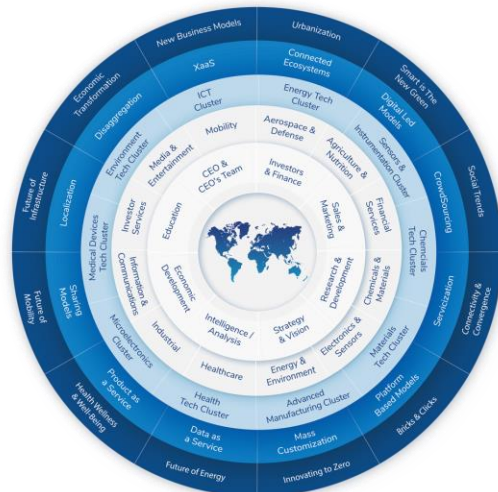 Urbanization
Smart is The
New Green
Social Trends
Connectivity &
Convergence
Bricks & Clicks
Innovating to Zero
Future of Energy
Health Wellness
& Well-Being
Future of
Mobility
Future of
Infrastructure
Economic
Transformation
New Business Models
Connected
Ecosystems
Digital Led
Models
CrowdSourcing
Servicization
Platform
Based Models
Mass
Customization
Data as
a Service
Product as
a Service
Sharing
Models
Localization
Disaggregation
XaaS
Energy Tech
Cluster
Sensors &
Instrumentation Cluster
Chemcials
Tech Cluster
Materials
Tech Cluster
Advanced
Manufacturing Cluster
Health
Tech Cluster
Microelectronics
Cluster
Medical Devices
Tech Cluster
Environment
Tech Cluster
ICT
Cluster
Aerospace &
Defense
Agriculture &
Nutrition
Financial
Services
Chemicals &
Materials
Electronics &
Sensors
Energy &
Environment
Healthcare
Industrial
Information &
Communications
Investor
Services
Media &
Entertainment
Mobility
Investors
& Finance
Sales &
Marketing
Research &
Development
Strategy
& Vision
Intelligence /
Analysis
Economic
Development
Education
CEO &
CEO's Team